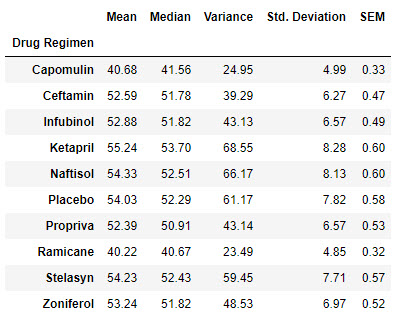 Mean Median Variance Std. Deviation SEM
Drug Regimen
Capomulin 40.68 41.56 24.95 4.99 0.33
Ceftamin 52.59 51.78 39.29 6.27 0.47
Infubinol 52.88 51.82 43.13 6.57 0.49
Ketapril 55.24 53.70 68.55 8.28 0.60
Naftisol 54.33 52.51 66.17 8.13 0.60
Placebo 54.03 52.29 61.17 7.82 0.58
Propriva 52.39 50.91 43.14 6.57 0.53
Ramicane 40.22 40.67 23.49 4.85 0.32
Stelasyn 54.23 52.43 59.45 7.71 0.57
Zoniferol 53.24 51.82 48.53 6.97 0.52